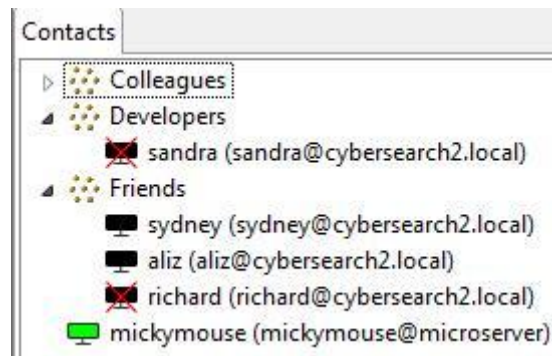 Contacts
Colleagues
Developers
sandra (sandra@cybersearch2.local)
Friends
sydney (sydney@cybersearch2.local)
aliz (aliz@cybersearch2.local)
richard (richard@cybersearch2.local)
mickymouse (mickymouse@microserver)